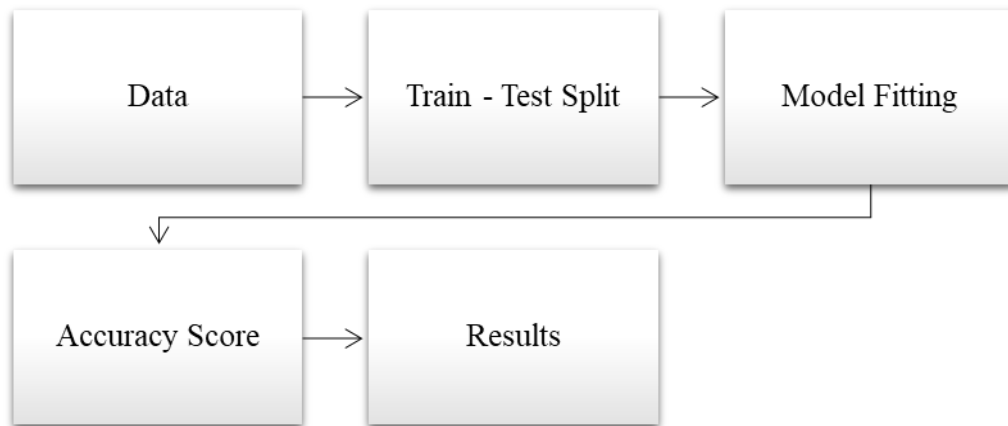 Data
Train - Test Split
Model Fitting
Accuracy Score
Results